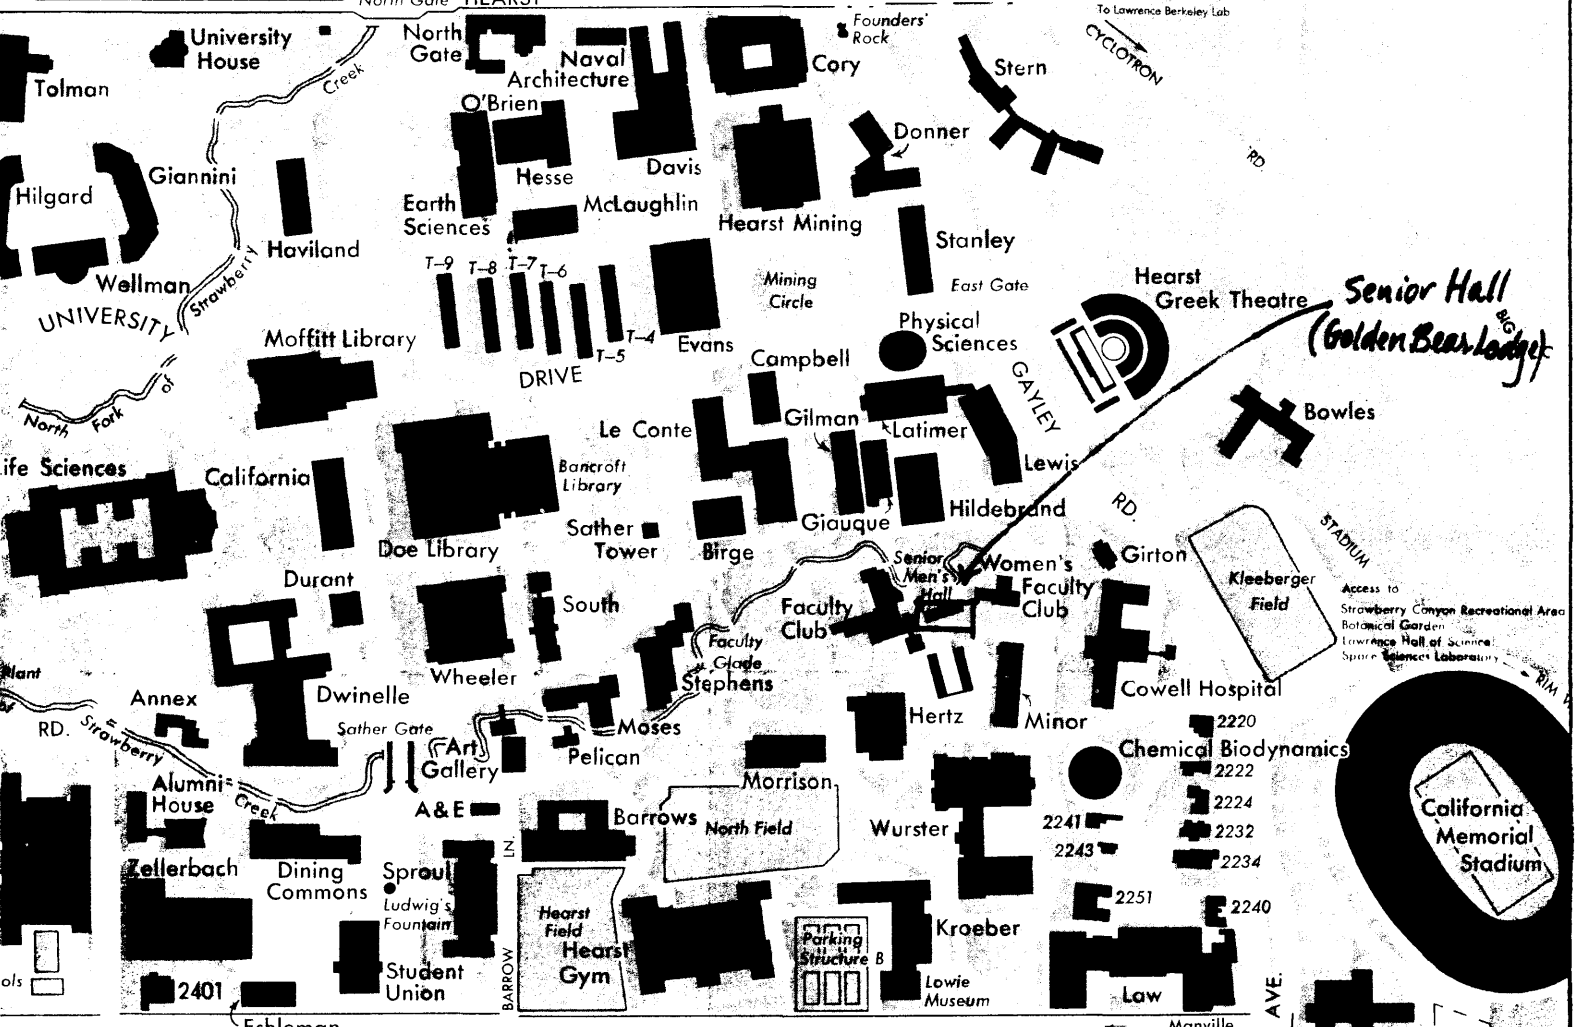 North Gate HEARST
To Lawrence Berkeley Lab
CYCLOTRON
University
House
North
Gate
Naval
Architecture
Founders'
Rock
Cory
Stern
Tolman
Creek
O'Brien
Donner
RD.
Hilgard
Giannini
Hesse
Davis
Earth
Sciences
McLaughlin
Hearst Mining
Haviland
Stanley
Wellman
Strawberry
T-9
T-8
T-7
T-6
Mining
Circle
East Gate
Hearst
Greek Theatre
Senior Hall
(Golden Bear Lodge)
BIG
UNIVERSITY
Moffitt Library
T-4
T-5
Evans
Physical
Sciences
DRIVE
Campbell
GAYLEY
of
North
Fork
Le Conte
Gilman
Latimer
Bowles
ife Sciences
California
Bancroft
Library
Lewis
Doe Library
Sather
Tower
Birge
Giauque
Hildebrand
RD.
STADIUM
Durant
South
Senior
Men's
Hall
Women's
Faculty
Club
Girton
Kleeberger
Field
Access to
Strawberry Canyon Recreational Area
Botanical Garden
Lawrence Hall of Science
Space Sciences Laboratory
Faculty
Club
Faculty
Glade
Wheeler
Stephens
Plant
of
RD.
Strawberry
Annex
Dwinelle
Sather Gate
Moses
Hertz
Minor
Cowell Hospital
RIM W
2220
Art
Gallery
Pelican
Chemical Biodynamics
Morrison
2222
Alumni
House
Creek
A&E
Barrows
North Field
Wurster
2241
2243
2224
2232
2234
California
Memorial
Stadium
Zellerbach
Dining
Commons
Sproul
LN.
Ludwig's
Fountain
Hearst
Field
Hearst
Gym
2251
2240
Parking
Structure B
Kroeber
ols
2401
Student
Union
BARROW
Lowie
Museum
Law
AVE.
Eshleman
Manville